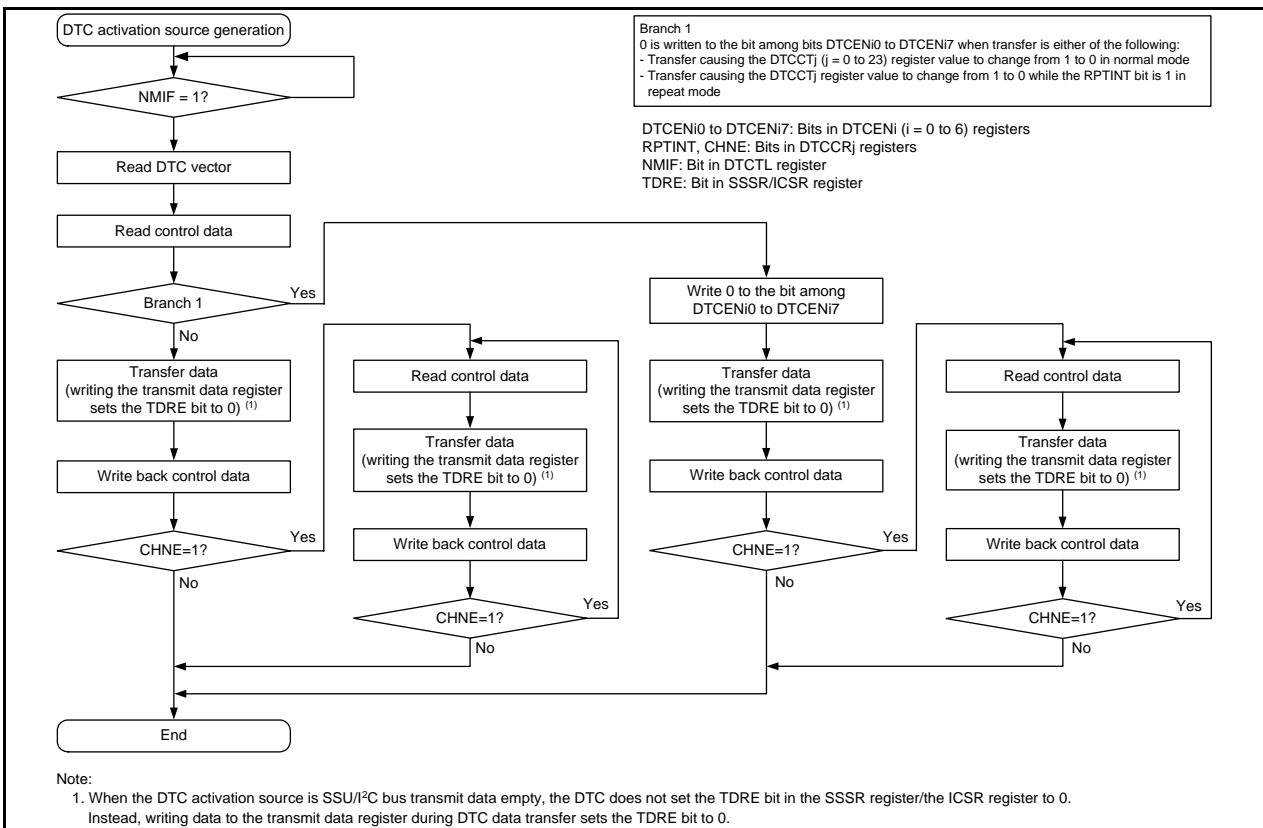 DTC activation source generation
NMIF = 1?
Read DTC vector
Read control data
Branch 1
Yes
No
Transfer data
(writing the transmit data register
sets the TDRE bit to 0) (1)
Write back control data
CHNE=1?
Yes
No
Read control data
Transfer data
(writing the transmit data register
sets the TDRE bit to 0) (1)
Write back control data
CHNE=1?
Yes
No
End
Branch 1
0 is written to the bit among bits DTCENi0 to DTCENi7 when transfer is either of the following:
- Transfer causing the DTCCTj (j = 0 to 23) register value to change from 1 to 0 in normal mode
- Transfer causing the DTCCTj register value to change from 1 to 0 while the RPTINT bit is 1 in
repeat mode
DTCENi0 to DTCENi7: Bits in DTCENi (i = 0 to 6) registers
RPTINT, CHNE: Bits in DTCCRj registers
NMIF: Bit in DTCTL register
TDRE: Bit in SSSR/ICSR register
Write 0 to the bit among
DTCENi0 to DTCENi7
Transfer data
(writing the transmit data register
sets the TDRE bit to 0) (1)
Write back control data
CHNE=1?
Yes
No
Read control data
Transfer data
(writing the transmit data register
sets the TDRE bit to 0) (1)
Write back control data
CHNE=1?
Yes
No
Note:
1. When the DTC activation source is SSU/I²C bus transmit data empty, the DTC does not set the TDRE bit in the SSSR register/the ICSR register to 0.
Instead, writing data to the transmit data register during DTC data transfer sets the TDRE bit to 0.